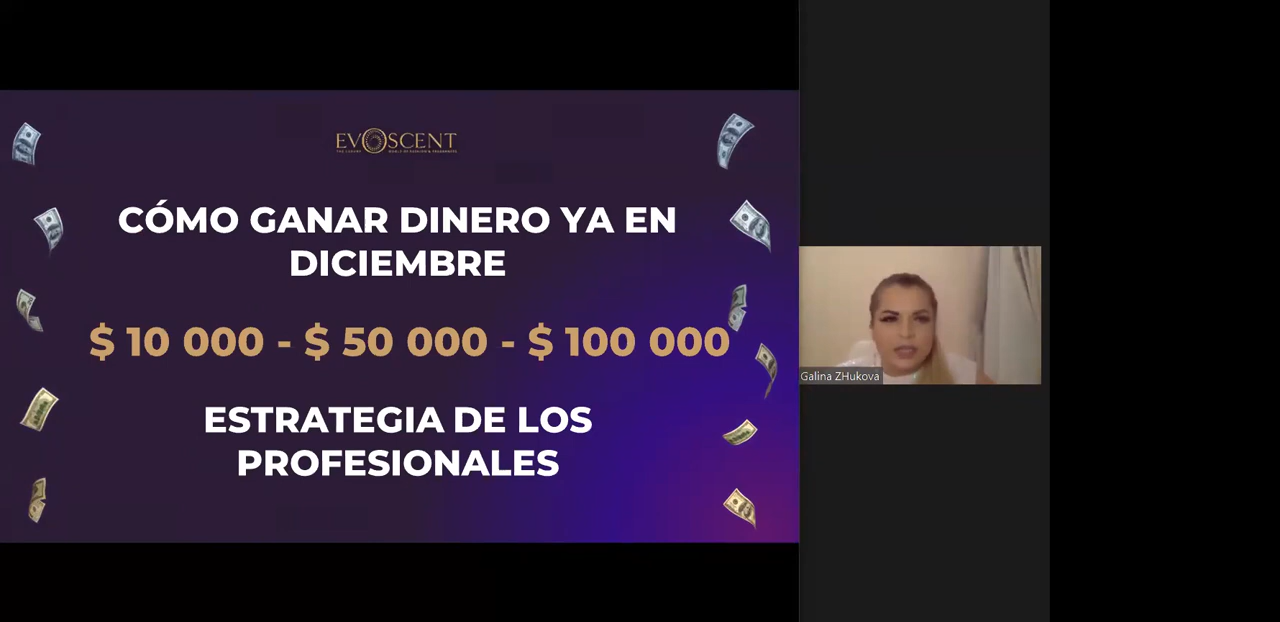 EVOSCENT
CÓMO GANAR DINERO YA EN
DICIEMBRE
$ 10 000 - $ 50 000 - $ 100 000
ESTRATEGIA DE LOS
PROFESIONALES
Galina ZHukova